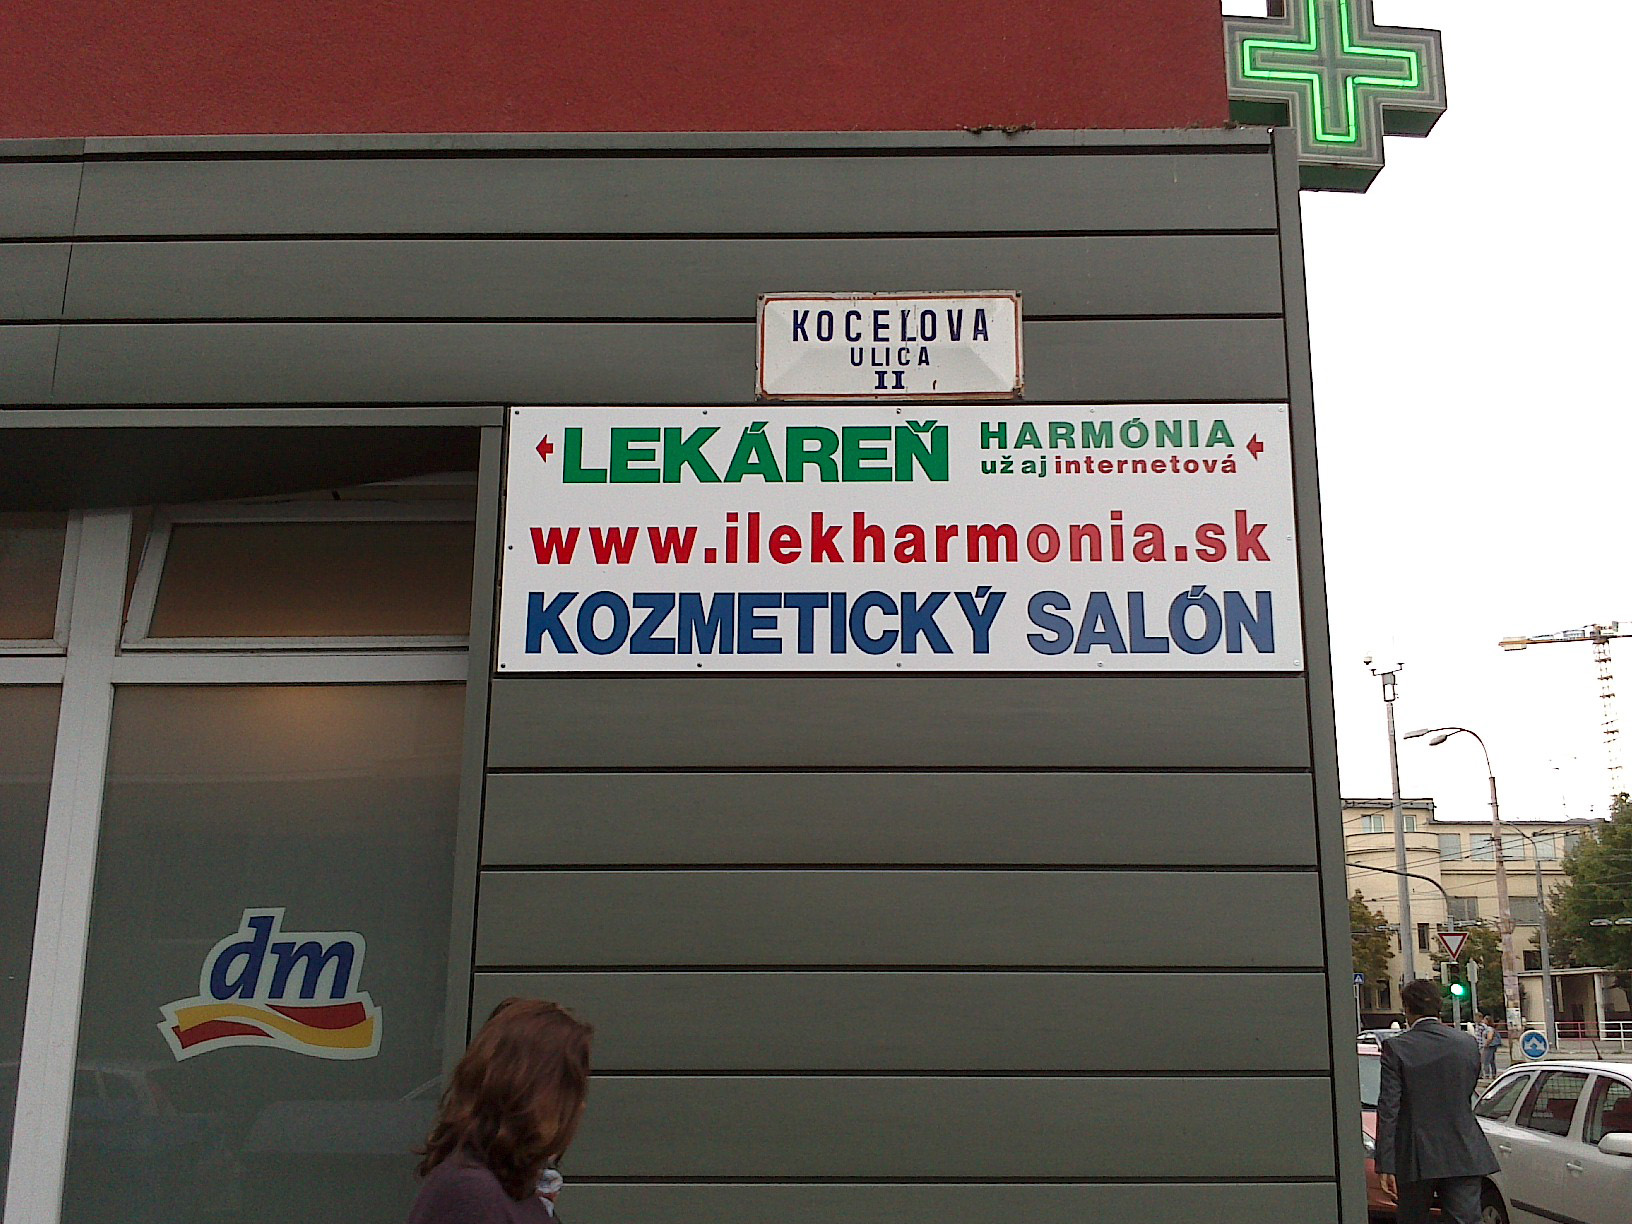 KOCEĽOVA
ULICA
II
LEKÁREŇ HARMÓNIA
už aj internetová
www.ilekharmonia.sk
KOZMETICKÝ SALÓN
dm